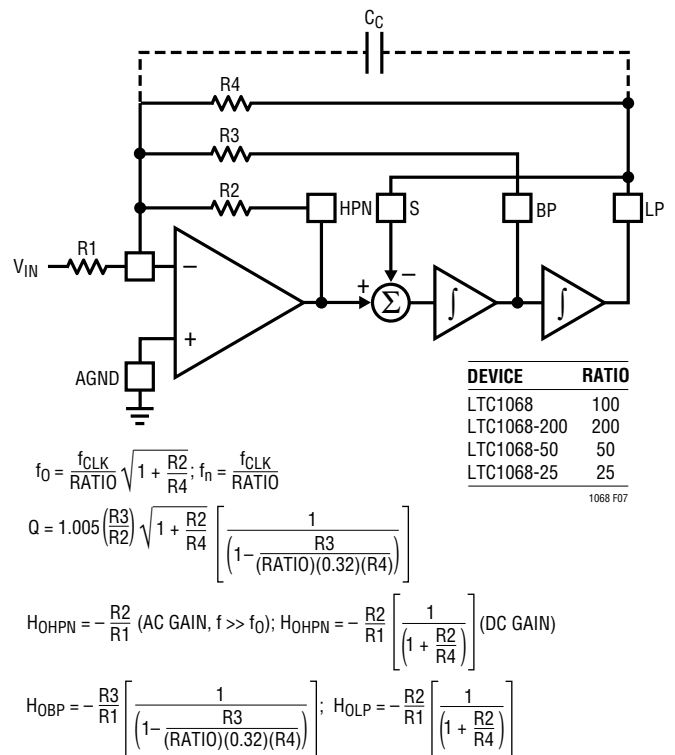 C_C
R4
R3
R2
HPN
S
BP
LP
R1
V_IN
−
+
AGND
+
−
Σ
∫
∫
DEVICE RATIO
LTC1068 100
LTC1068-200 200
LTC1068-50 50
LTC1068-25 25
1068 F07
f_O = f_CLK/RATIO √(1 + R2/R4); f_n = f_CLK/RATIO
Q = 1.005(R3/R2) √(1 + R2/R4) [1/(1 − R3/((RATIO)(0.32)(R4)))]
H_OHPN = − R2/R1 (AC GAIN, f >> f_O); H_OHPN = − R2/R1 [1/(1 + R2/R4)] (DC GAIN)
H_OBP = − R3/R1 [1/(1 − R3/((RATIO)(0.32)(R4)))]; H_OLP = − R2/R1 [1/(1 + R2/R4)]